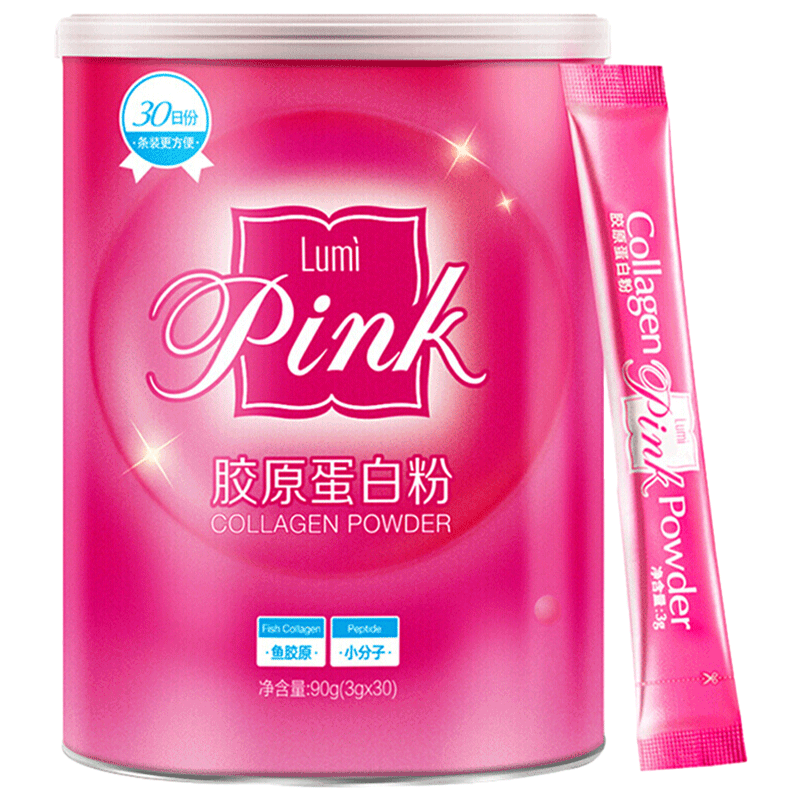 30日份
·条装更方便·
Lumì
Pink
胶原蛋白粉
COLLAGEN POWDER
Fish Collagen
·鱼胶原·
Peptide
·小分子·
净含量:90g(3gx30)
Collagen
胶原蛋白粉
Lumì
Pink
Powder
净含量:3g